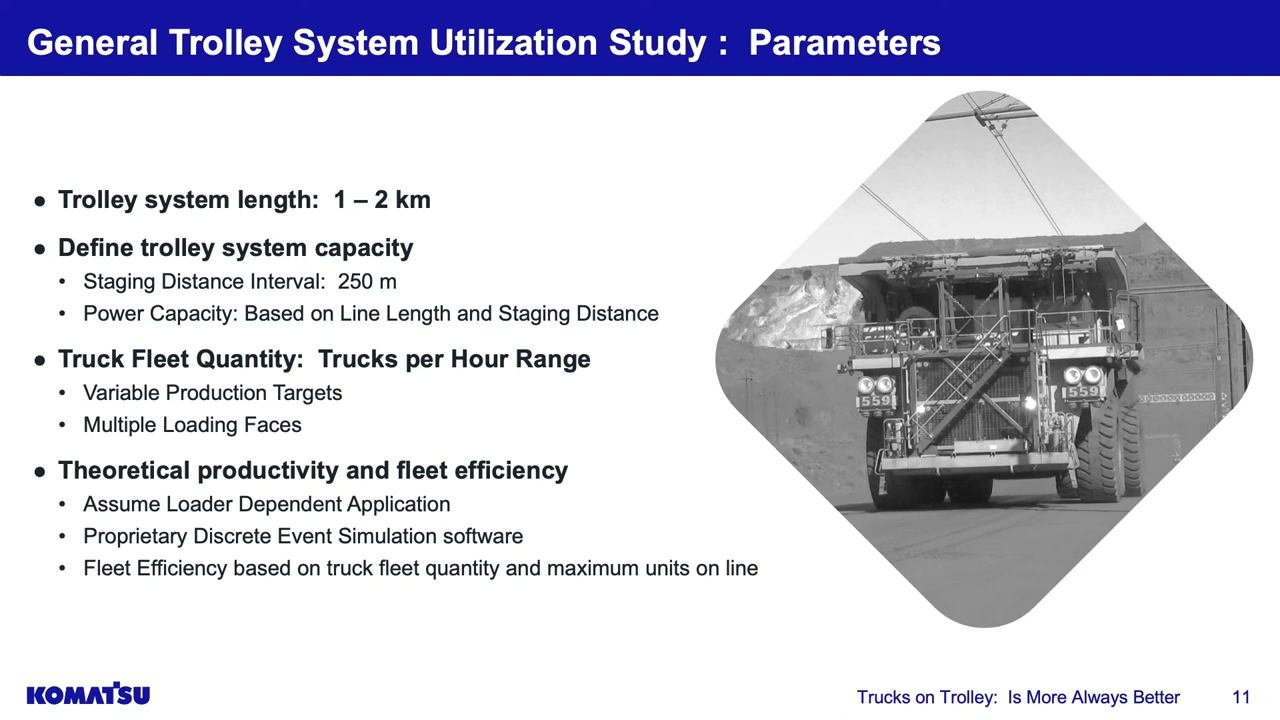 General Trolley System Utilization Study :  Parameters
● Trolley system length:  1 – 2 km
● Define trolley system capacity
• Staging Distance Interval:  250 m
• Power Capacity: Based on Line Length and Staging Distance
● Truck Fleet Quantity:  Trucks per Hour Range
• Variable Production Targets
• Multiple Loading Faces
● Theoretical productivity and fleet efficiency
• Assume Loader Dependent Application
• Proprietary Discrete Event Simulation software
• Fleet Efficiency based on truck fleet quantity and maximum units on line
559
559
KOMATSU
Trucks on Trolley:  Is More Always Better
11